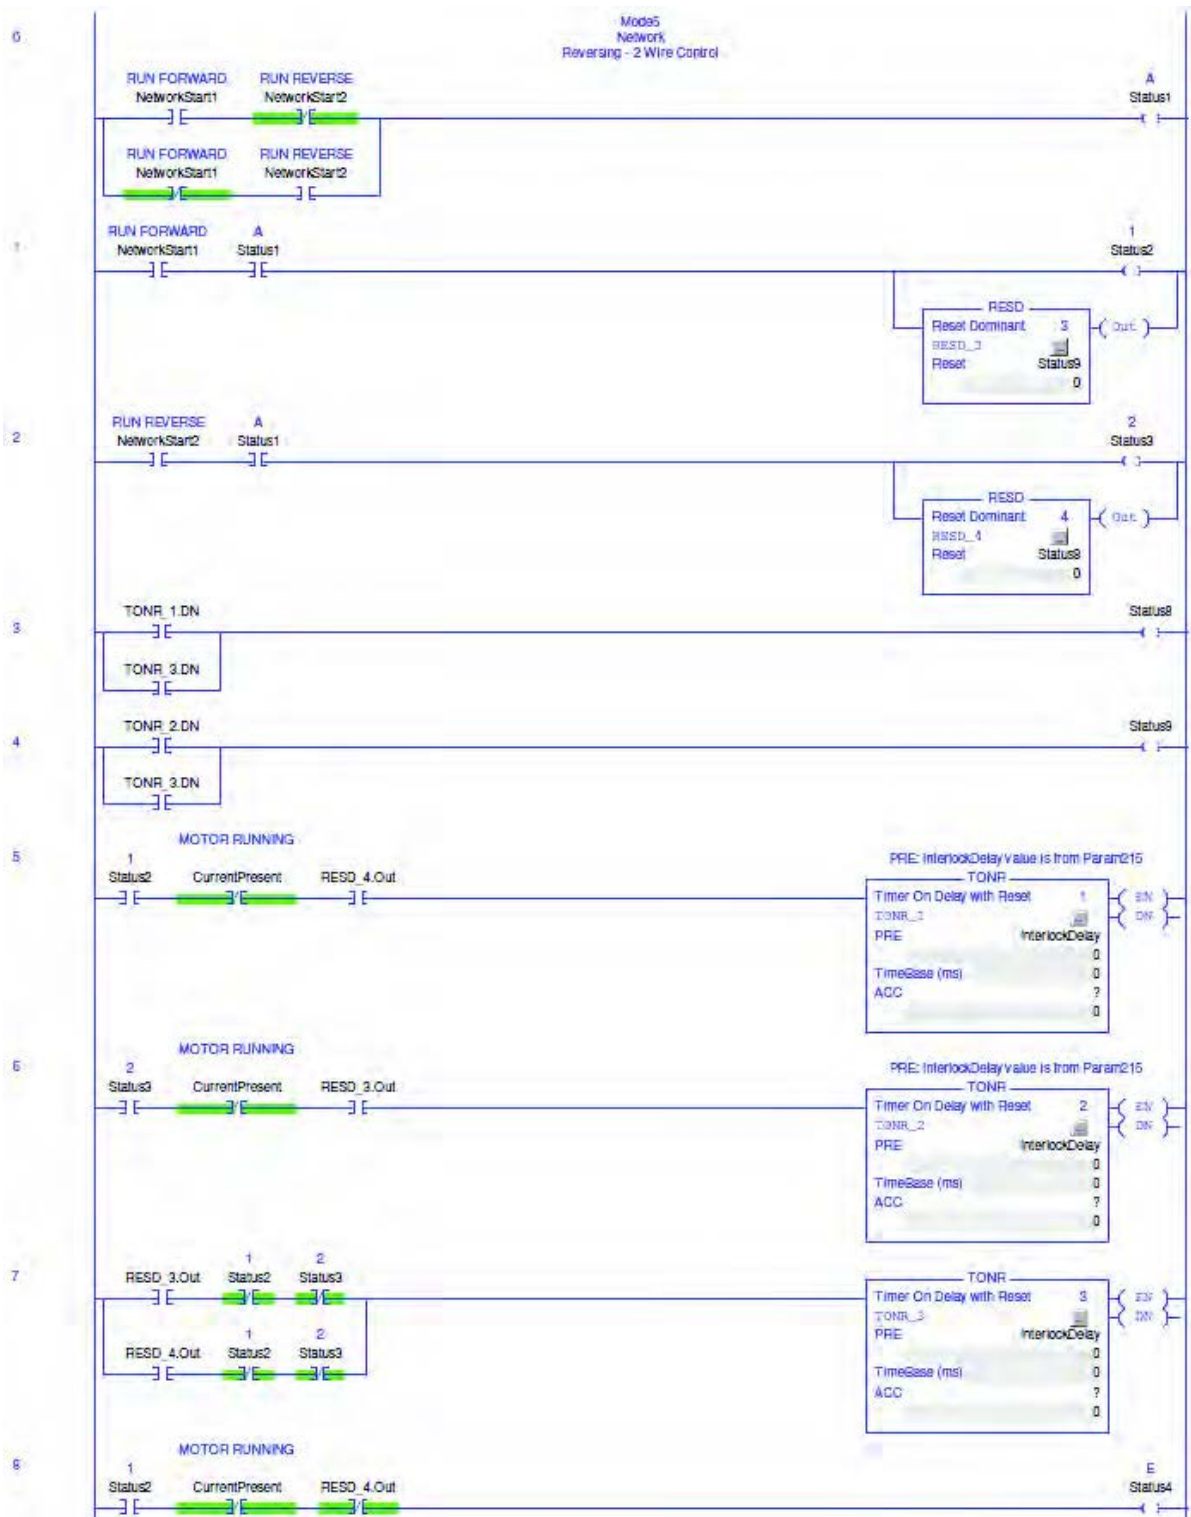 Mode5
0
Network
Reversing - 2 Wire Control
RUN FORWARD RUN REVERSE A
NetworkStart1 NetworkStart2 Status1
RUN FORWARD RUN REVERSE
NetworkStart1 NetworkStart2
RUN FORWARD A 1
1 NetworkStart1 Status1 Status2
RESD
Reset Dominant 3 Out
RESD_3
Reset Status9
0
RUN REVERSE A 2
2 NetworkStart2 Status1 Status3
RESD
Reset Dominant 4 Out
RESD_4
Reset Status8
0
TONR_1.DN Status8
3
TONR_3.DN
TONR_2.DN Status9
4
TONR_3.DN
MOTOR RUNNING
5 1 PRE: InterlockDelay value is from Param216
Status2 CurrentPresent RESD_4.Out TONR
Timer On Delay with Reset 1 EN
TONR_1 DN
PRE InterlockDelay
0
TimeBase (ms) 0
ACC ?
0
MOTOR RUNNING
6 2 PRE: InterlockDelay value is from Param216
Status3 CurrentPresent RESD_3.Out TONR
Timer On Delay with Reset 2 EN
TONR_2 DN
PRE InterlockDelay
0
TimeBase (ms) 0
ACC ?
0
1 2
7 RESD_3.Out Status2 Status3 TONR
Timer On Delay with Reset 3 EN
TONR_3 DN
PRE InterlockDelay
1 2
RESD_4.Out Status2 Status3 0
TimeBase (ms) 0
ACC ?
0
MOTOR RUNNING
8 1 E
Status2 CurrentPresent RESD_4.Out Status4